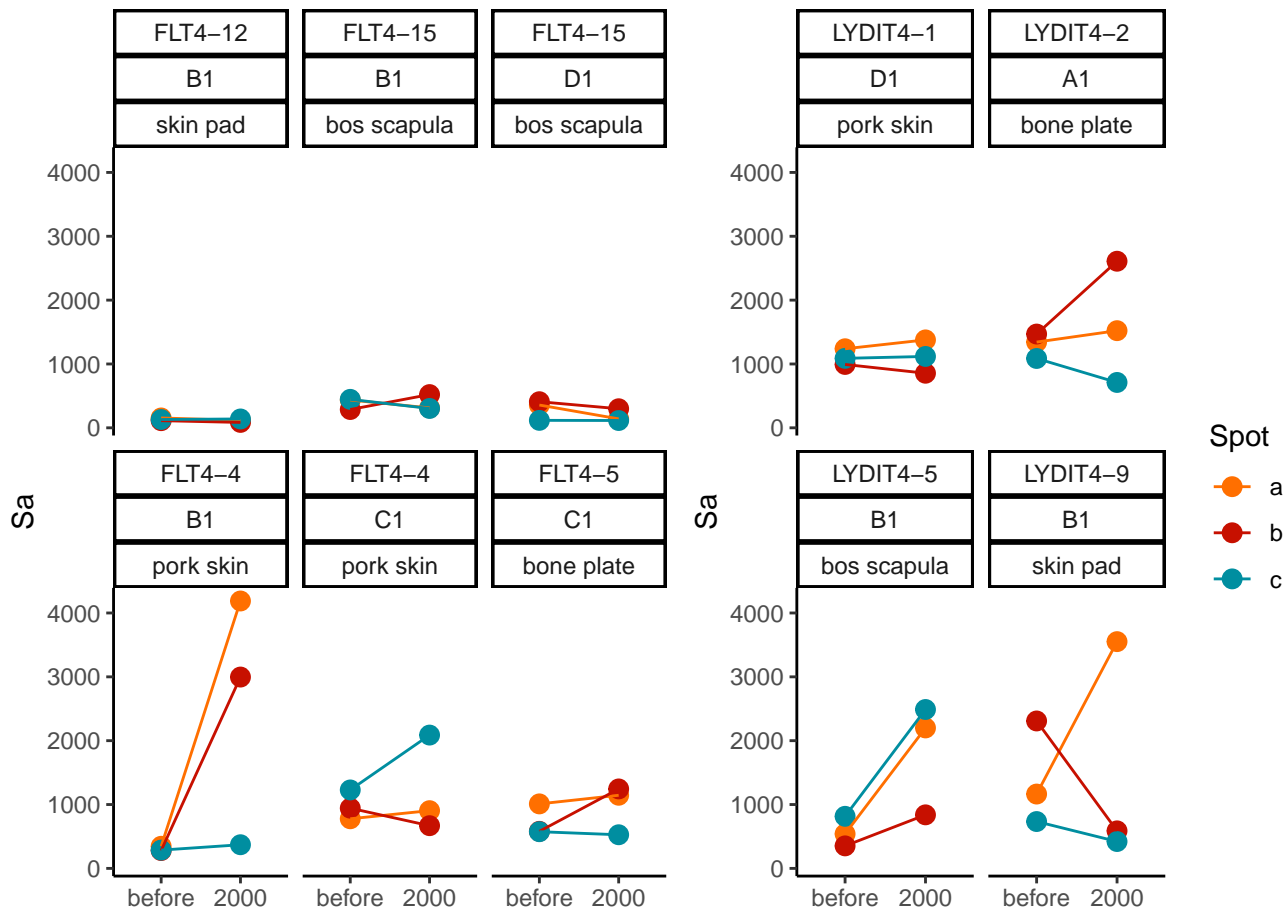 FLT4−12 FLT4−15 FLT4−15 LYDIT4−1 LYDIT4−2
B1 B1 D1 D1 A1
skin pad bos scapula bos scapula pork skin bone plate
4000 4000
3000 3000
2000 2000
1000 1000
0 0
FLT4−4 FLT4−4 FLT4−5 LYDIT4−5 LYDIT4−9
B1 C1 C1 B1 B1
pork skin pork skin bone plate bos scapula skin pad
4000 4000
3000 3000
2000 2000
1000 1000
0 0
before 2000 before 2000 before 2000 before 2000 before 2000
Sa
Sa
Spot
a
b
c